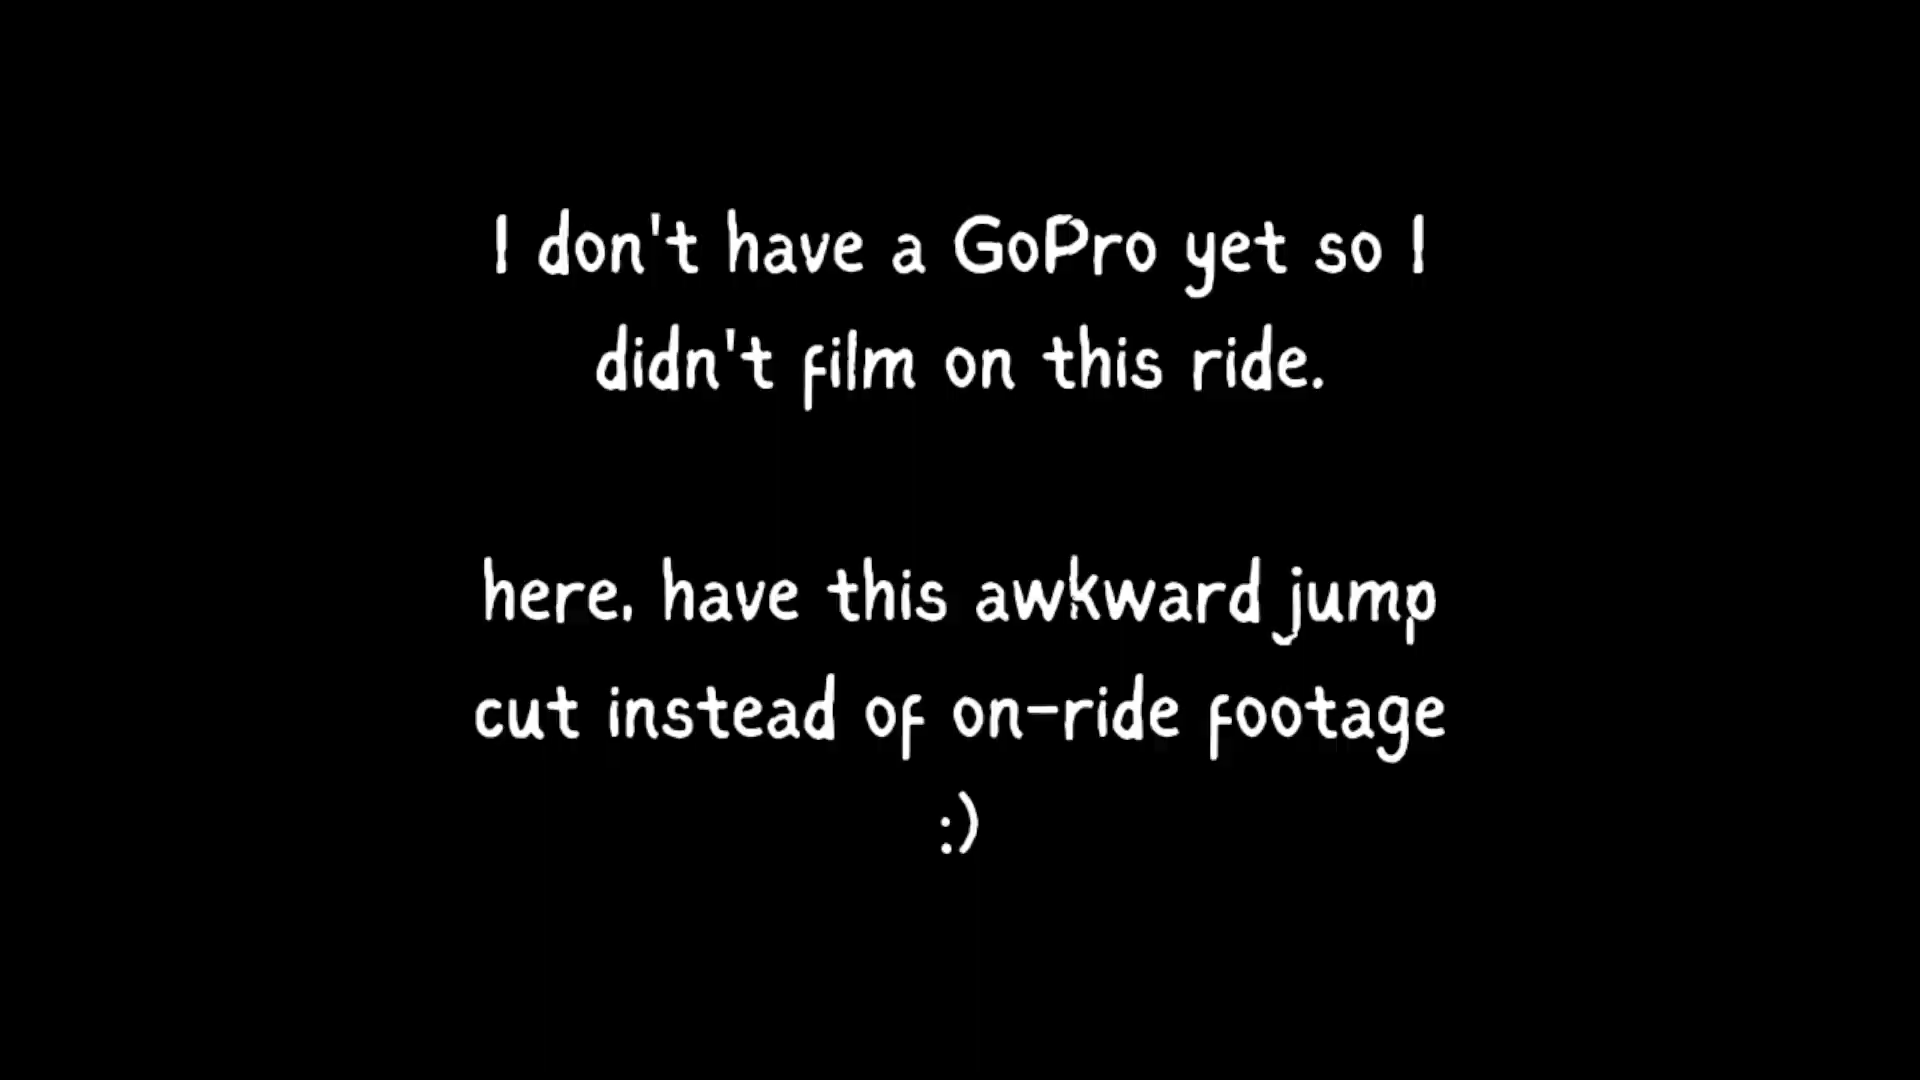 I don't have a GoPro yet so I
didn't film on this ride.
here, have this awkward jump
cut instead of on-ride footage
:)